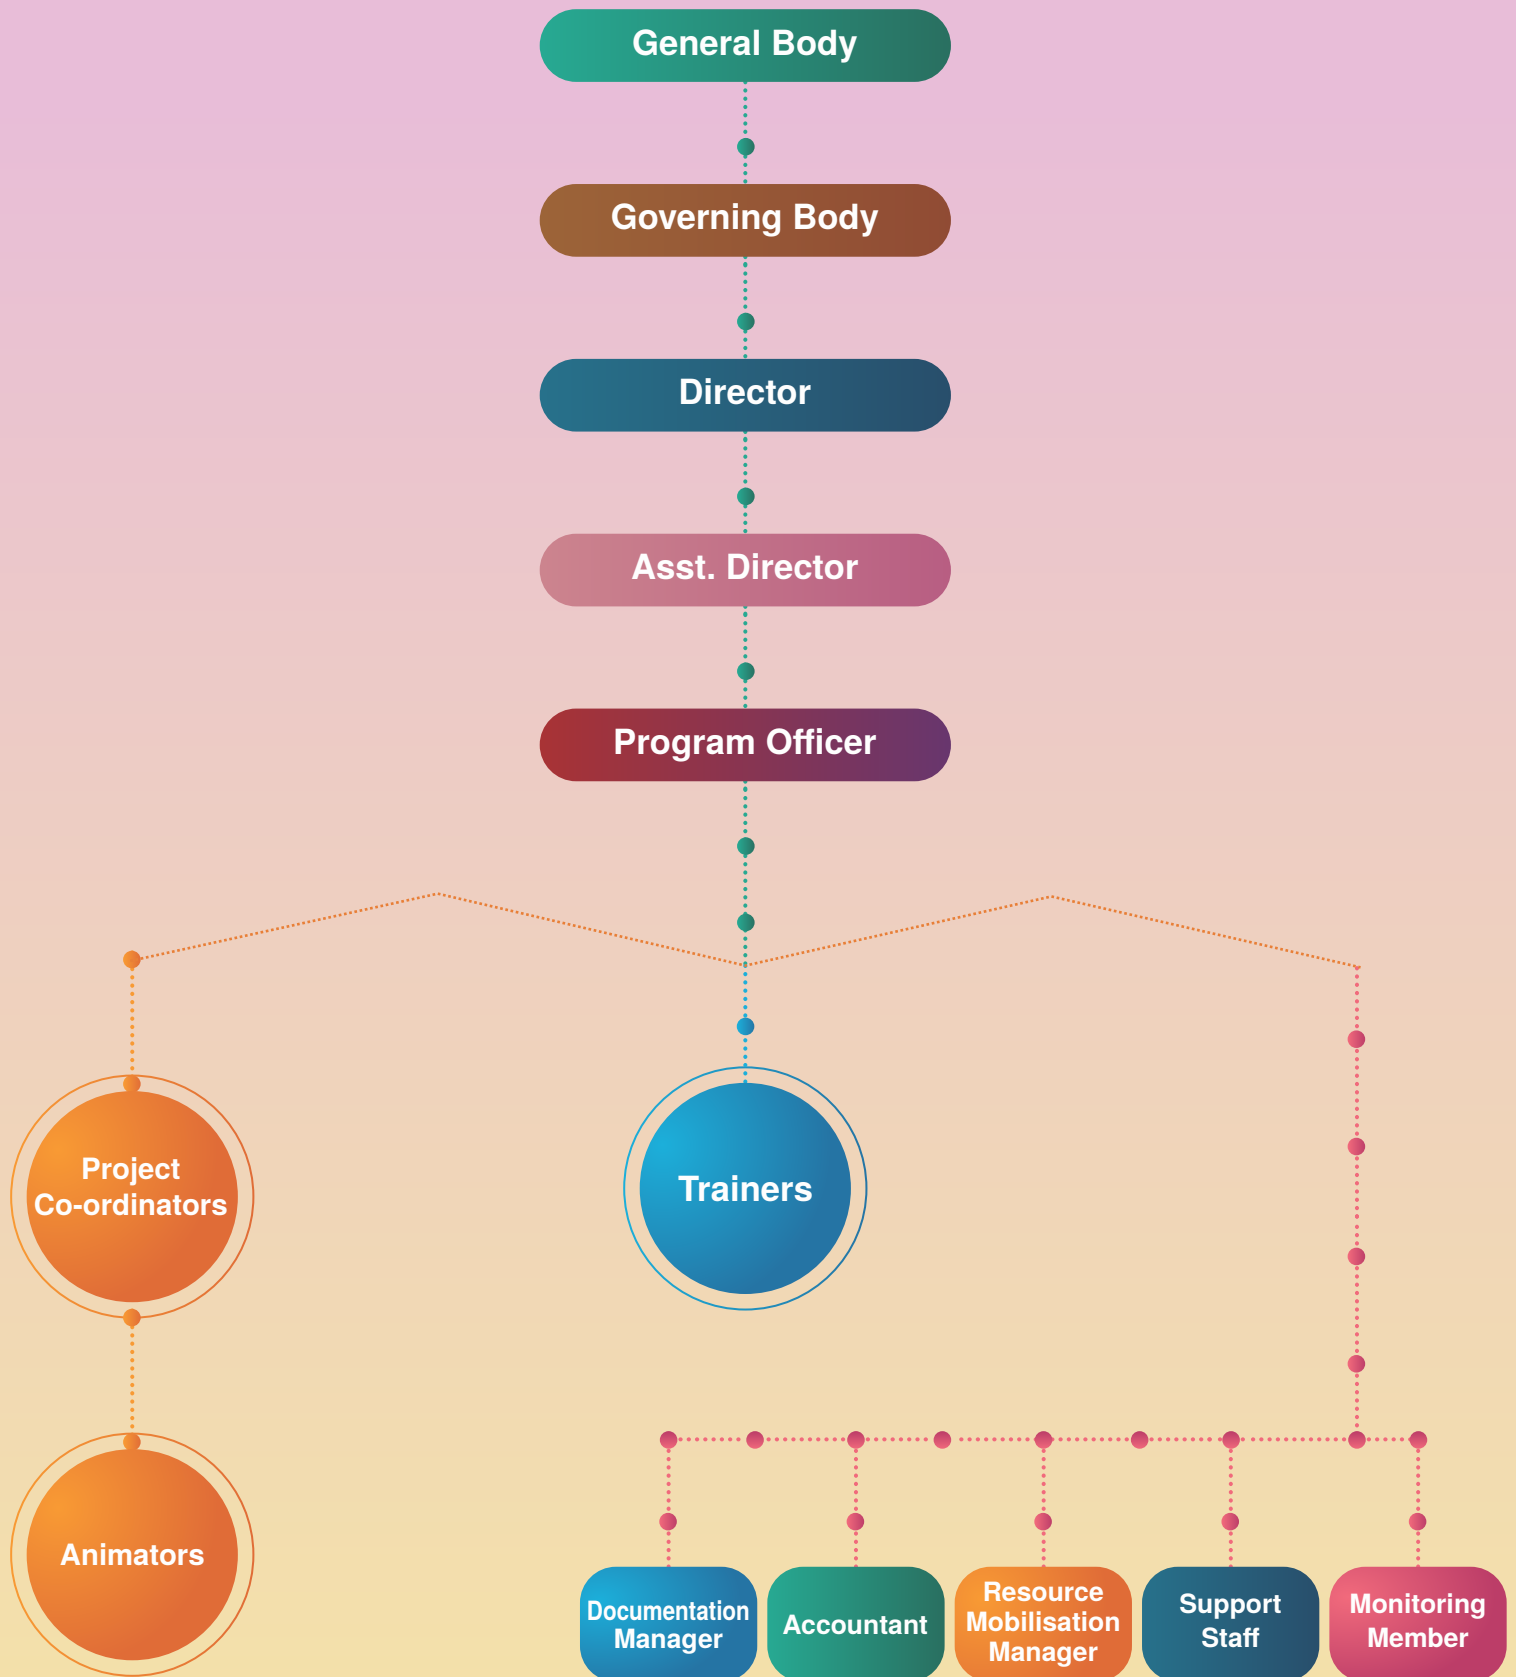 General Body
Governing Body
Director
Asst. Director
Program Officer
Project
Co-ordinators
Trainers
Animators
Documentation
Manager
Accountant
Resource
Mobilisation
Manager
Support
Staff
Monitoring
Member